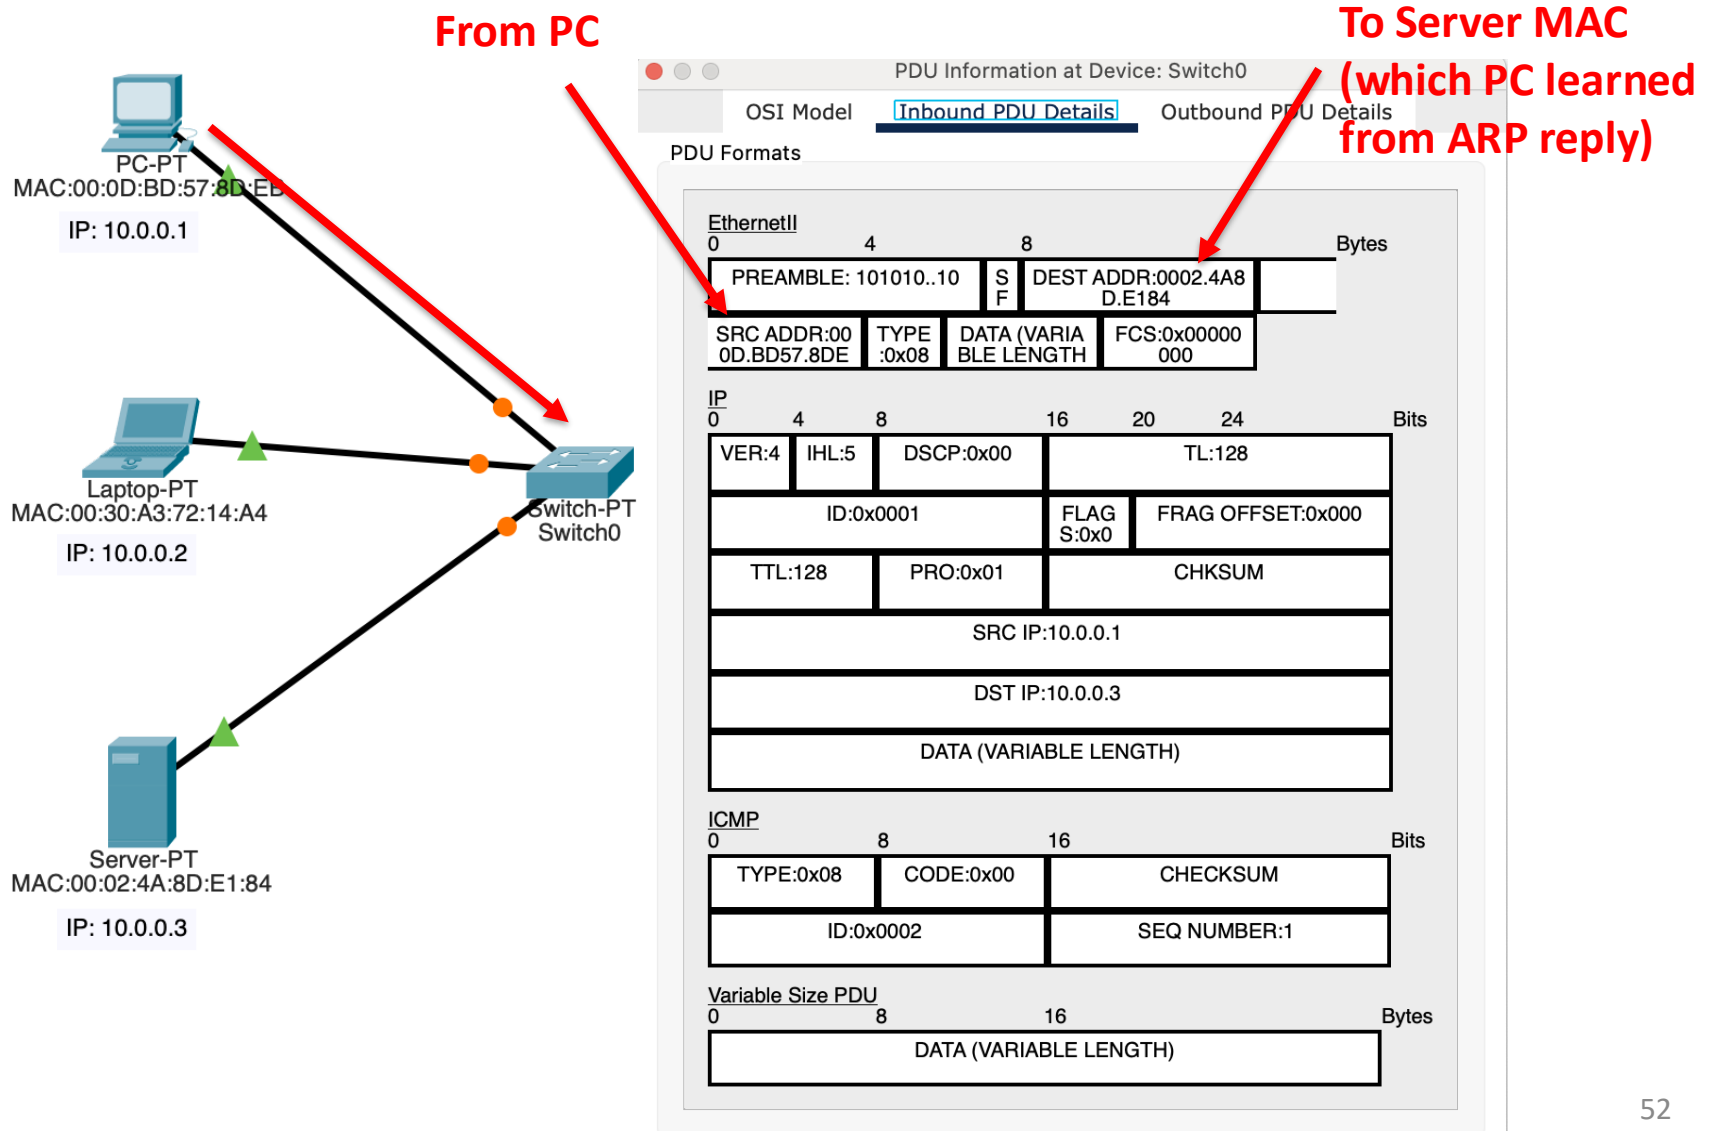 From PC
To Server MAC
(which PC learned
from ARP reply)
PC-PT
MAC:00:0D:BD:57:8D:EB
IP: 10.0.0.1
Laptop-PT
MAC:00:30:A3:72:14:A4
IP: 10.0.0.2
Switch-PT
Switch0
Server-PT
MAC:00:02:4A:8D:E1:84
IP: 10.0.0.3
PDU Information at Device: Switch0
OSI Model Inbound PDU Details Outbound PDU Details
PDU Formats
EthernetII
0 4 8 Bytes
PREAMBLE: 101010..10
S
F
DEST ADDR:0002.4A8
D.E184
SRC ADDR:00
0D.BD57.8DE
TYPE
:0x08
DATA (VARIA
BLE LENGTH
FCS:0x00000
000
IP
0 4 8 16 20 24 Bits
VER:4 IHL:5 DSCP:0x00 TL:128
ID:0x0001
FLAG
S:0x0
FRAG OFFSET:0x000
TTL:128 PRO:0x01 CHKSUM
SRC IP:10.0.0.1
DST IP:10.0.0.3
DATA (VARIABLE LENGTH)
ICMP
0 8 16 Bits
TYPE:0x08 CODE:0x00 CHECKSUM
ID:0x0002 SEQ NUMBER:1
Variable Size PDU
0 8 16 Bytes
DATA (VARIABLE LENGTH)
52